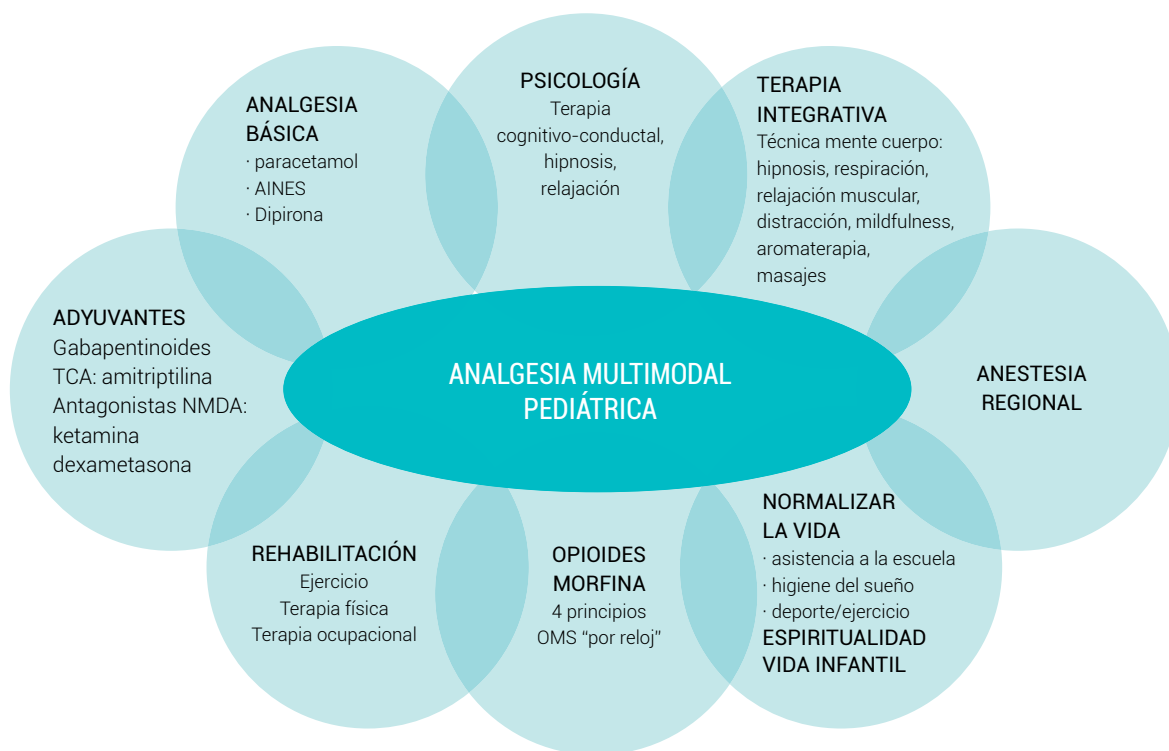 ANALGESIA
BÁSICA
· paracetamol
· AINES
· Dipirona
PSICOLOGÍA
Terapia
cognitivo-conductal,
hipnosis,
relajación
TERAPIA
INTEGRATIVA
Técnica mente cuerpo:
hipnosis, respiración,
relajación muscular,
distracción, mildfulness,
aromaterapia,
masajes
ADYUVANTES
Gabapentinoides
TCA: amitriptilina
Antagonistas NMDA:
ketamina
dexametasona
ANALGESIA MULTIMODAL
PEDIÁTRICA
ANESTESIA
REGIONAL
REHABILITACIÓN
Ejercicio
Terapia física
Terapia ocupacional
OPIOIDES
MORFINA
4 principios
OMS “por reloj”
NORMALIZAR
LA VIDA
· asistencia a la escuela
· higiene del sueño
· deporte/ejercicio
ESPIRITUALIDAD
VIDA INFANTIL